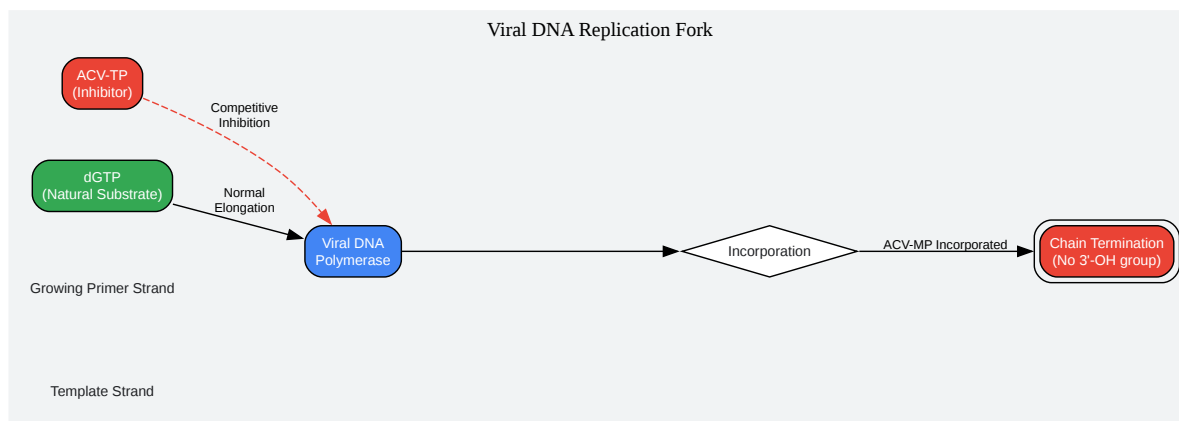 Viral DNA Replication Fork
ACV-TP
(Inhibitor)
Competitive
Inhibition
dGTP
(Natural Substrate)
Normal
Elongation
Viral DNA
Polymerase
Incorporation
ACV-MP Incorporated
Chain Termination
(No 3'-OH group)
Growing Primer Strand
Template Strand